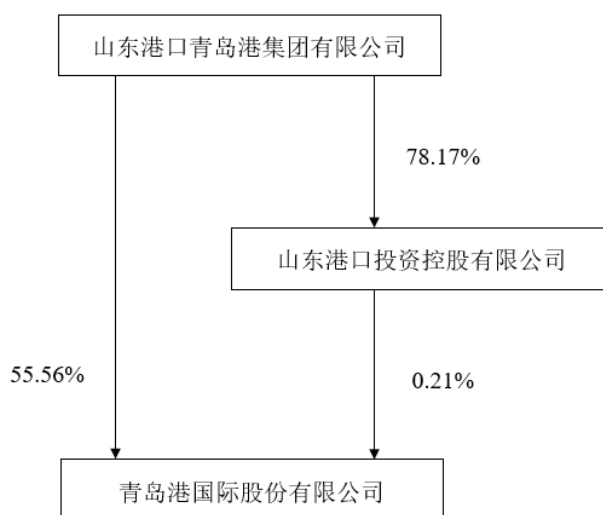 山东港口青岛港集团有限公司
78.17%
山东港口投资控股有限公司
55.56%
0.21%
青岛港国际股份有限公司